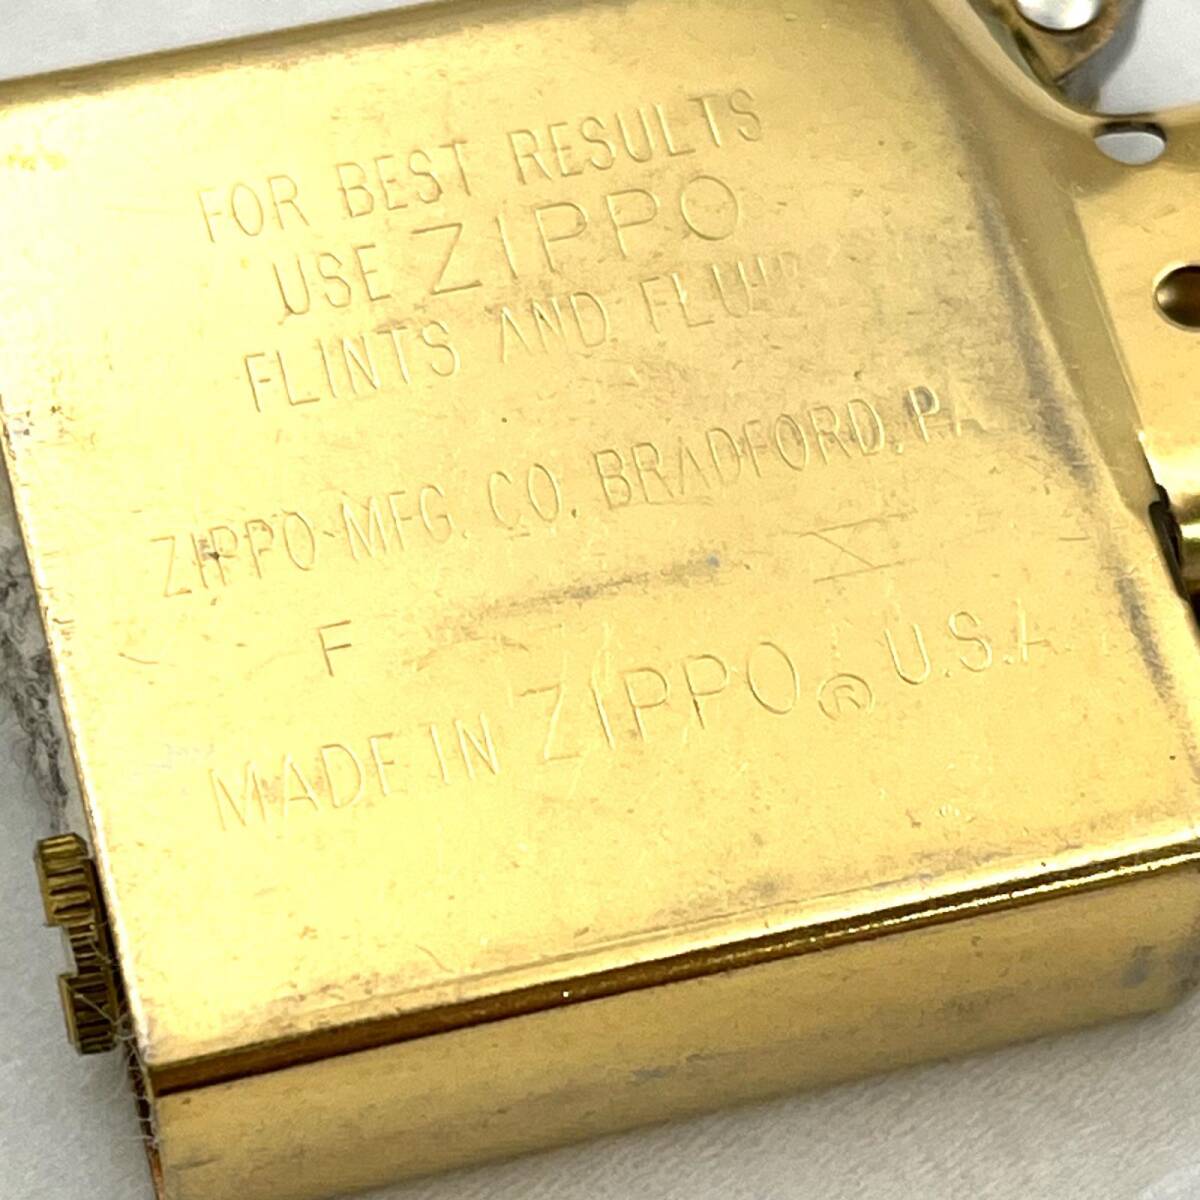 FOR BEST RESULTS
USE ZIPPO
FLINTS AND FLUID
ZIPPO MFG. CO. BRADFORD, PA
F X
MADE IN ZIPPO ® U.S.A.